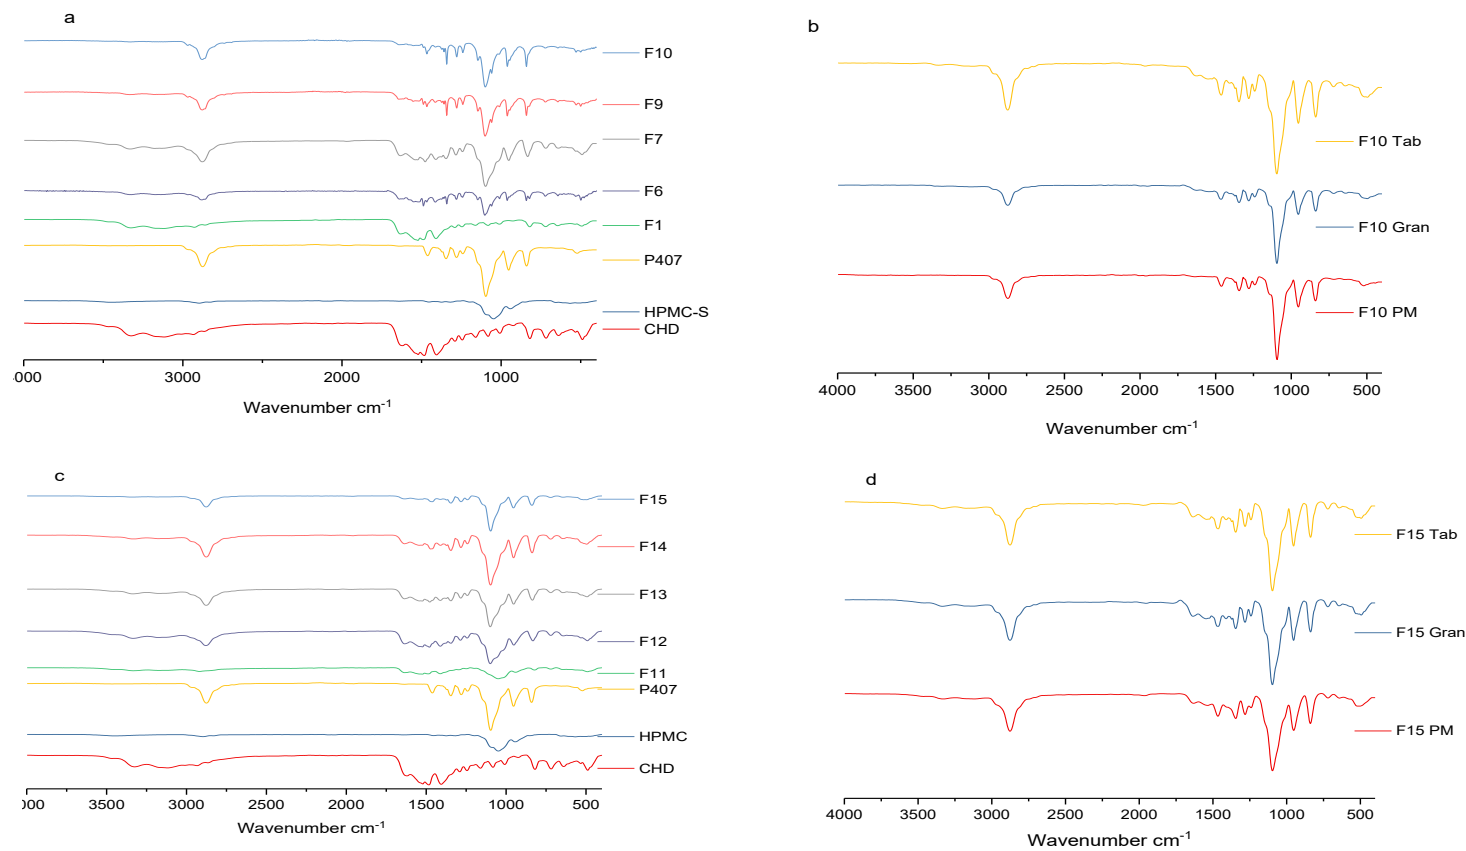 a
F10
F9
F7
F6
F1
P407
HPMC-S
CHD
000 3000 2000 1000
Wavenumber cm⁻¹
b
F10 Tab
F10 Gran
F10 PM
4000 3500 3000 2500 2000 1500 1000 500
Wavenumber cm⁻¹
c
F15
F14
F13
F12
F11
P407
HPMC
CHD
000 3500 3000 2500 2000 1500 1000 500
Wavenumber cm⁻¹
d
F15 Tab
F15 Gran
F15 PM
4000 3500 3000 2500 2000 1500 1000 500
Wavenumber cm⁻¹